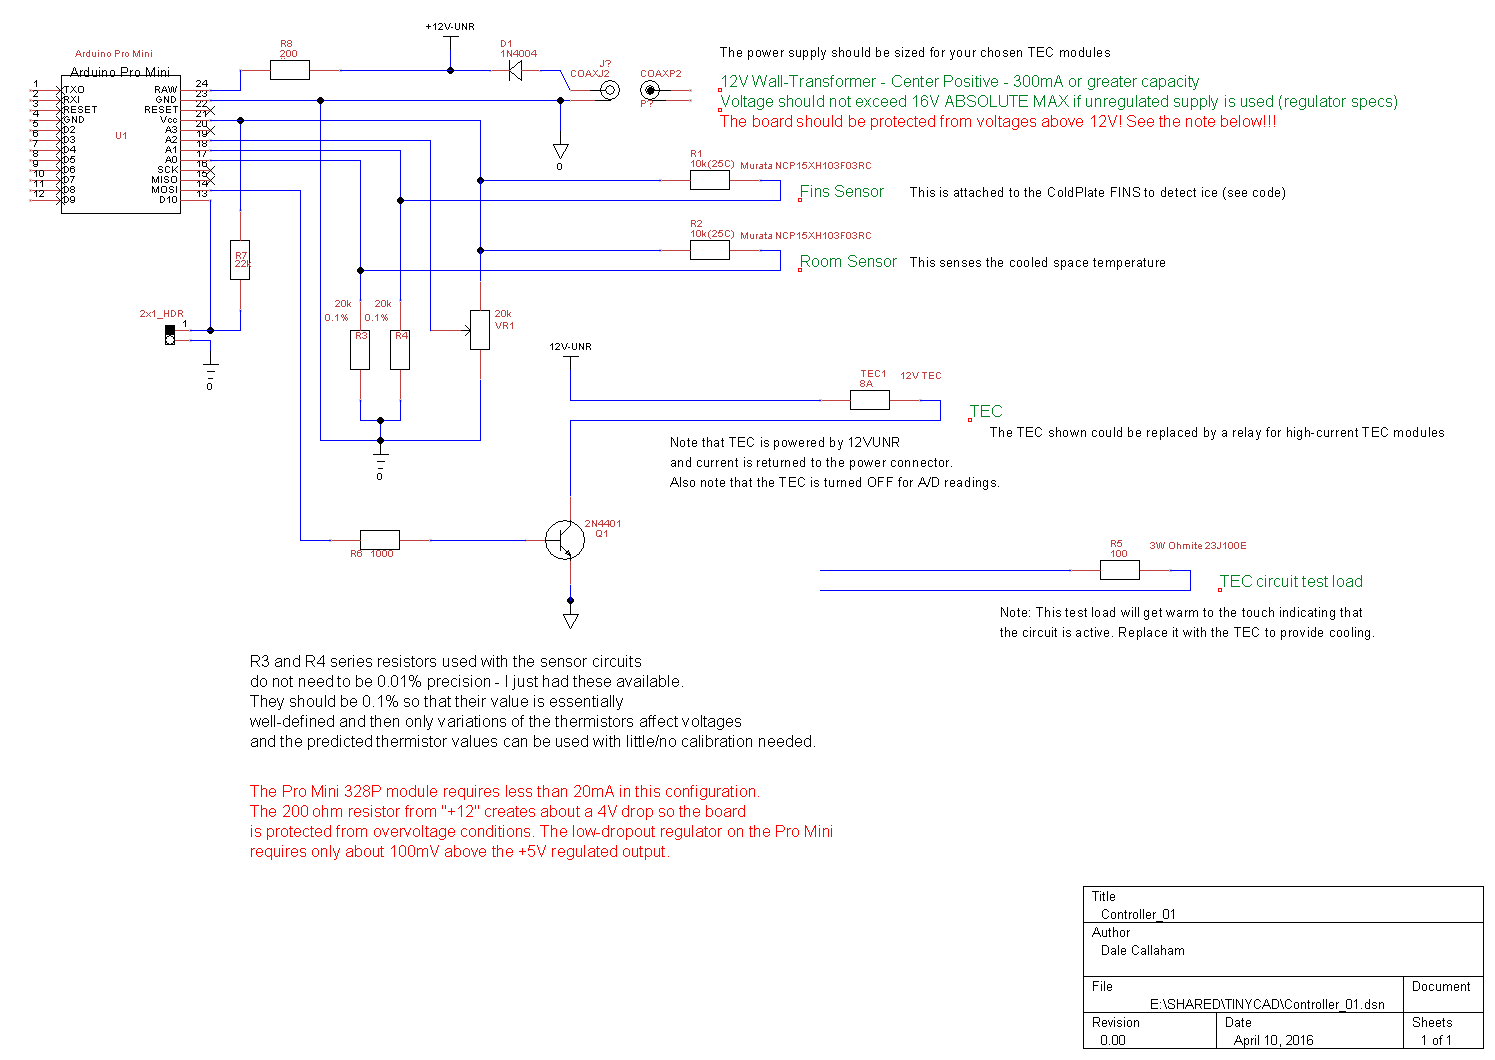 +12V-UNR
Arduino Pro Mini
R8
200
D1
1N4004
J?
COAXJ2
COAXP2
P?
The power supply should be sized for your chosen TEC modules
12V Wall-Transformer - Center Positive - 300mA or greater capacity
Voltage should not exceed 16V ABSOLUTE MAX if unregulated supply is used (regulator specs)
The board should be protected from voltages above 12V! See the note below!!!
Arduino Pro Mini
U1
1 TXO
2 RXI
3 RESET
4 GND
5 D2
6 D3
7 D4
8 D5
9 D6
10 D7
11 D8
12 D9
RAW 24
GND 23
RESET 22
Vcc 21
A3 20
A2 19
A1 18
A0 17
SCK 16
MISO 15
MOSI 14
D10 13
0
R1
10k(25C) Murata NCP15XH103F03RC
Fins Sensor
This is attached to the ColdPlate FINS to detect ice (see code)
R2
10k(25C) Murata NCP15XH103F03RC
Room Sensor
This senses the cooled space temperature
R7
22k
2x1_HDR
1
0
20k
0.1%
R3
20k
0.1%
R4
20k
VR1
0
12V-UNR
TEC1
8A
12V TEC
TEC
The TEC shown could be replaced by a relay for high-current TEC modules
Note that TEC is powered by 12VUNR
and current is returned to the power connector.
Also note that the TEC is turned OFF for A/D readings.
R6 1000
2N4401
Q1
R5
100
3W Ohmite 23J100E
TEC circuit test load
Note: This test load will get warm to the touch indicating that
the circuit is active. Replace it with the TEC to provide cooling.
R3 and R4 series resistors used with the sensor circuits
do not need to be 0.01% precision - I just had these available.
They should be 0.1% so that their value is essentially
well-defined and then only variations of the thermistors affect voltages
and the predicted thermistor values can be used with little/no calibration needed.
The Pro Mini 328P module requires less than 20mA in this configuration.
The 200 ohm resistor from "+12" creates about a 4V drop so the board
is protected from overvoltage conditions. The low-dropout regulator on the Pro Mini
requires only about 100mV above the +5V regulated output.
Title
Controller_01
Author
Dale Callaham
File
E:\SHARED\TINYCAD\Controller_01.dsn
Document
Revision
0.00
Date
April 10, 2016
Sheets
1 of 1